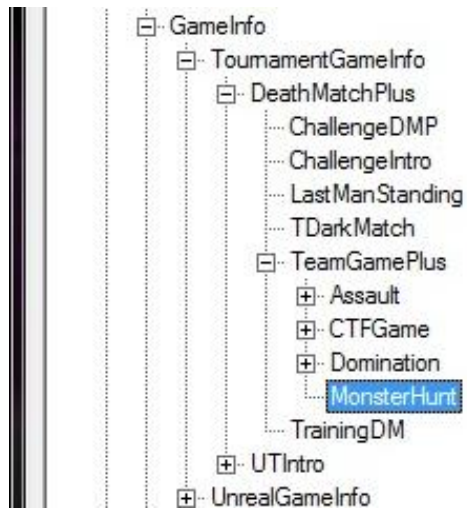 GameInfo
TournamentGameInfo
DeathMatchPlus
ChallengeDMP
ChallengeIntro
LastManStanding
TDarkMatch
TeamGamePlus
Assault
CTFGame
Domination
MonsterHunt
TrainingDM
UTIntro
UnrealGameInfo